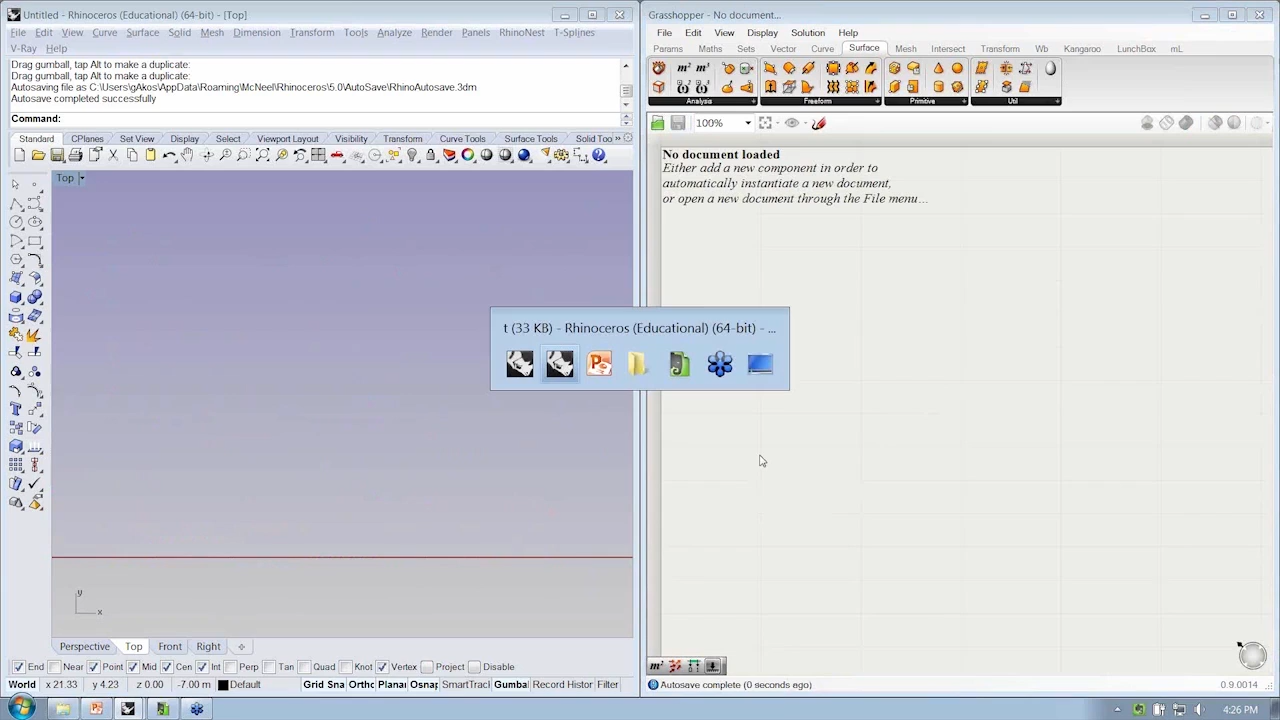 Untitled - Rhinoceros (Educational) (64-bit) - [Top]
File Edit View Curve Surface Solid Mesh Dimension Transform Tools Analyze Render Panels RhinoNest T-Splines
V-Ray Help
Drag gumball, tap Alt to make a duplicate:
Drag gumball, tap Alt to make a duplicate:
Autosaving file as C:\Users\gAkos\AppData\Roaming\McNeel\Rhinoceros\5.0\AutoSave\RhinoAutosave.3dm
Autosave completed successfully
Command:
Standard CPlanes Set View Display Select Viewport Layout Visibility Transform Curve Tools Surface Tools Solid Too »
Top
y
x
Perspective Top Front Right
End Near Point Mid Cen Int Perp Tan Quad Knot Vertex Project Disable
World x 21.33 y 4.23 z 0.00 -7.00 m Default Grid Sna Ortho Planar Osnap SmartTrack Gumba Record Histor Filter
t (33 KB) - Rhinoceros (Educational) (64-bit) - ...
Grasshopper - No document...
File Edit View Display Solution Help
Params Maths Sets Vector Curve Surface Mesh Intersect Transform Wb Kangaroo LunchBox mL
Analysis Freeform Primitive Util
100%
No document loaded
Either add a new component in order to
automatically instantiate a new document,
or open a new document through the File menu…
Autosave complete (0 seconds ago) 0.9.0014
4:26 PM